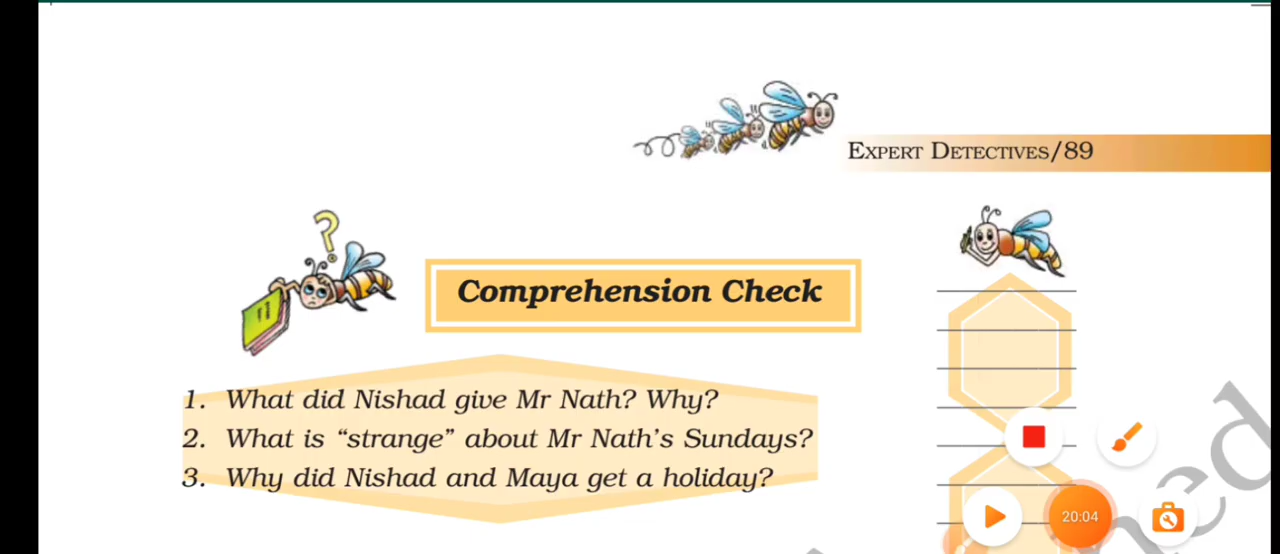 EXPERT DETECTIVES/89
?
Comprehension Check
1. What did Nishad give Mr Nath? Why?
2. What is “strange” about Mr Nath’s Sundays?
3. Why did Nishad and Maya get a holiday?
20:04